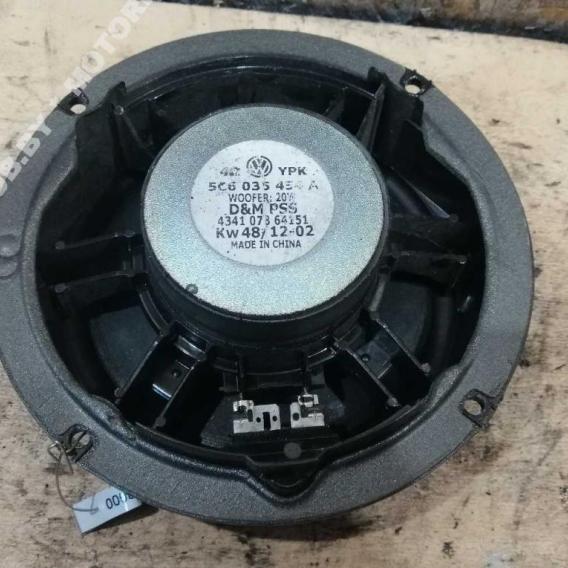 YPK
5C6 035 454 A
WOOFER: 20W
D&M PSS
4341 073 64151
KW 48/ 12-02
MADE IN CHINA